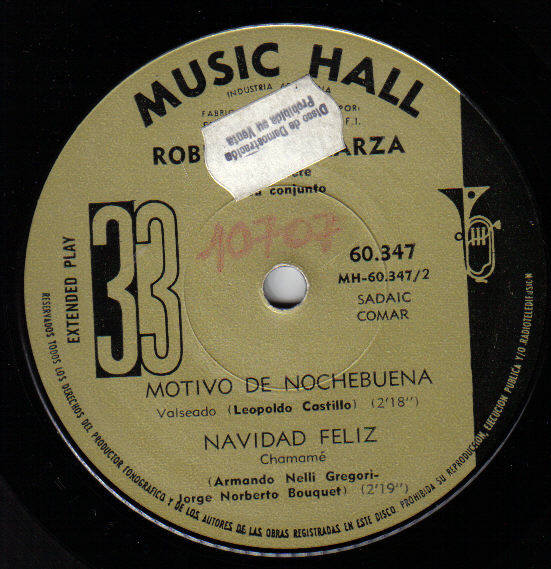 MUSIC HALL
INDUSTRIA
FABRIC POR:
F.I.
Disco de Demostración
Prohibida su Venta
ROB ARZA
conjunto
10707
33
EXTENDED PLAY
60.347
MH-60.347/2
SADAIC
COMAR
MOTIVO DE NOCHEBUENA
Valseado (Leopoldo Castillo) (2'18")
NAVIDAD FELIZ
Chamamé
(Armando Nelli Gregori-
Jorge Norberto Bouquet) (2'19")
RESERVADOS TODOS LOS DERECHOS DEL PRODUCTOR FONOGRAFICO Y DE LOS AUTORES DE LAS OBRAS REGISTRADAS EN ESTE DISCO. PROHIBIDA SU REPRODUCCION, EJECUCION PUBLICA Y/O RADIOTELEDIFUSION